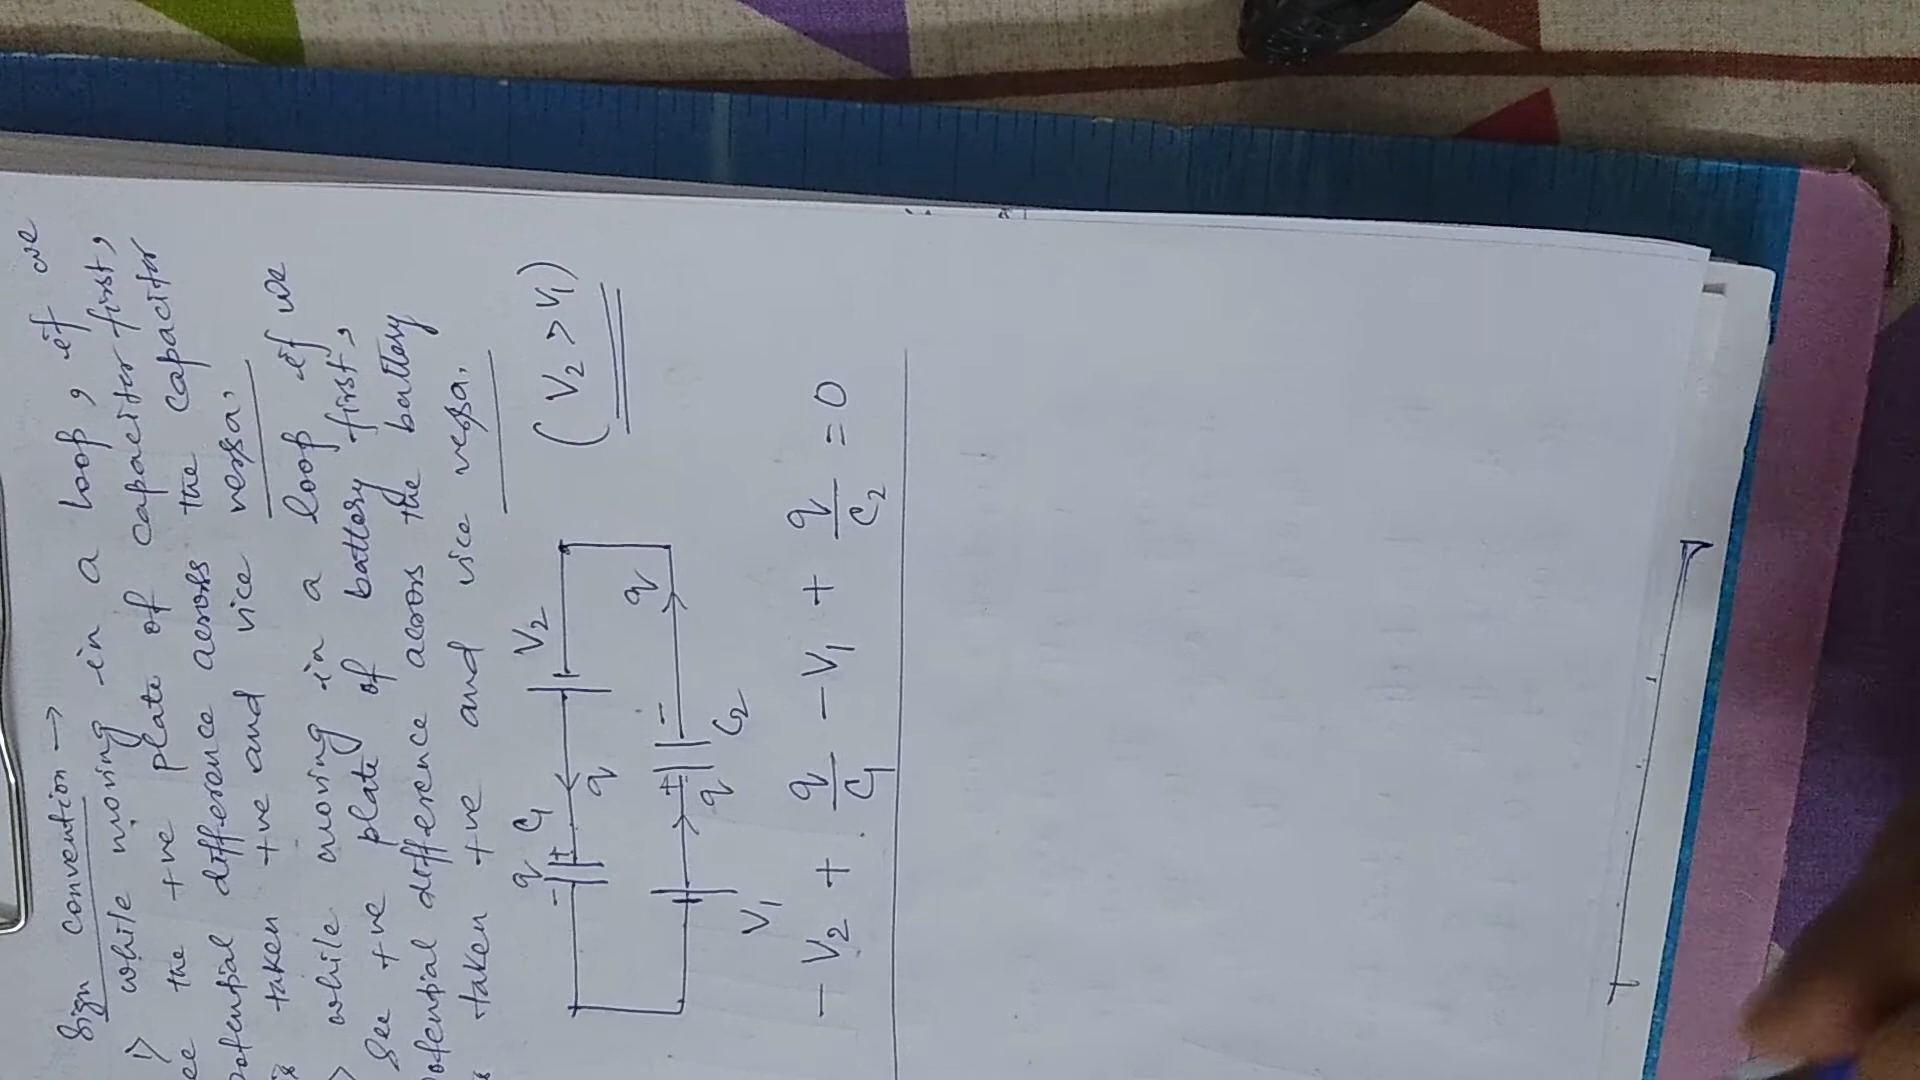 Sign convention →
1) while moving in a loop, if we
ee the +ve plate of capacitor first,
potential difference across the capacitor
is taken +ve and vice versa.
) while moving in a loop if we
See +ve plate of battery first,
potential difference across the battery
s taken +ve and vice versa.
(V2 > V1)
q C1 V2
- +
q q
+ -
q
V1 C2
- V2 + q/C1 - V1 + q/C2 = 0